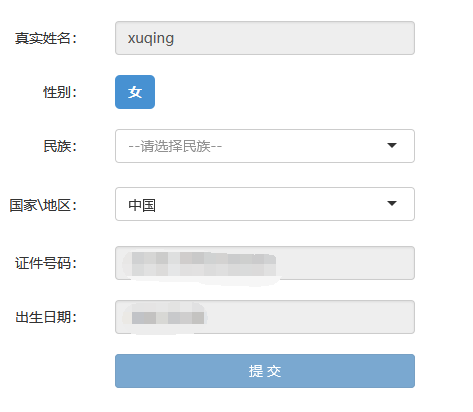 真实姓名： xuqing
性别： 女
民族： --请选择民族--
国家\地区： 中国
证件号码：
出生日期：
提 交